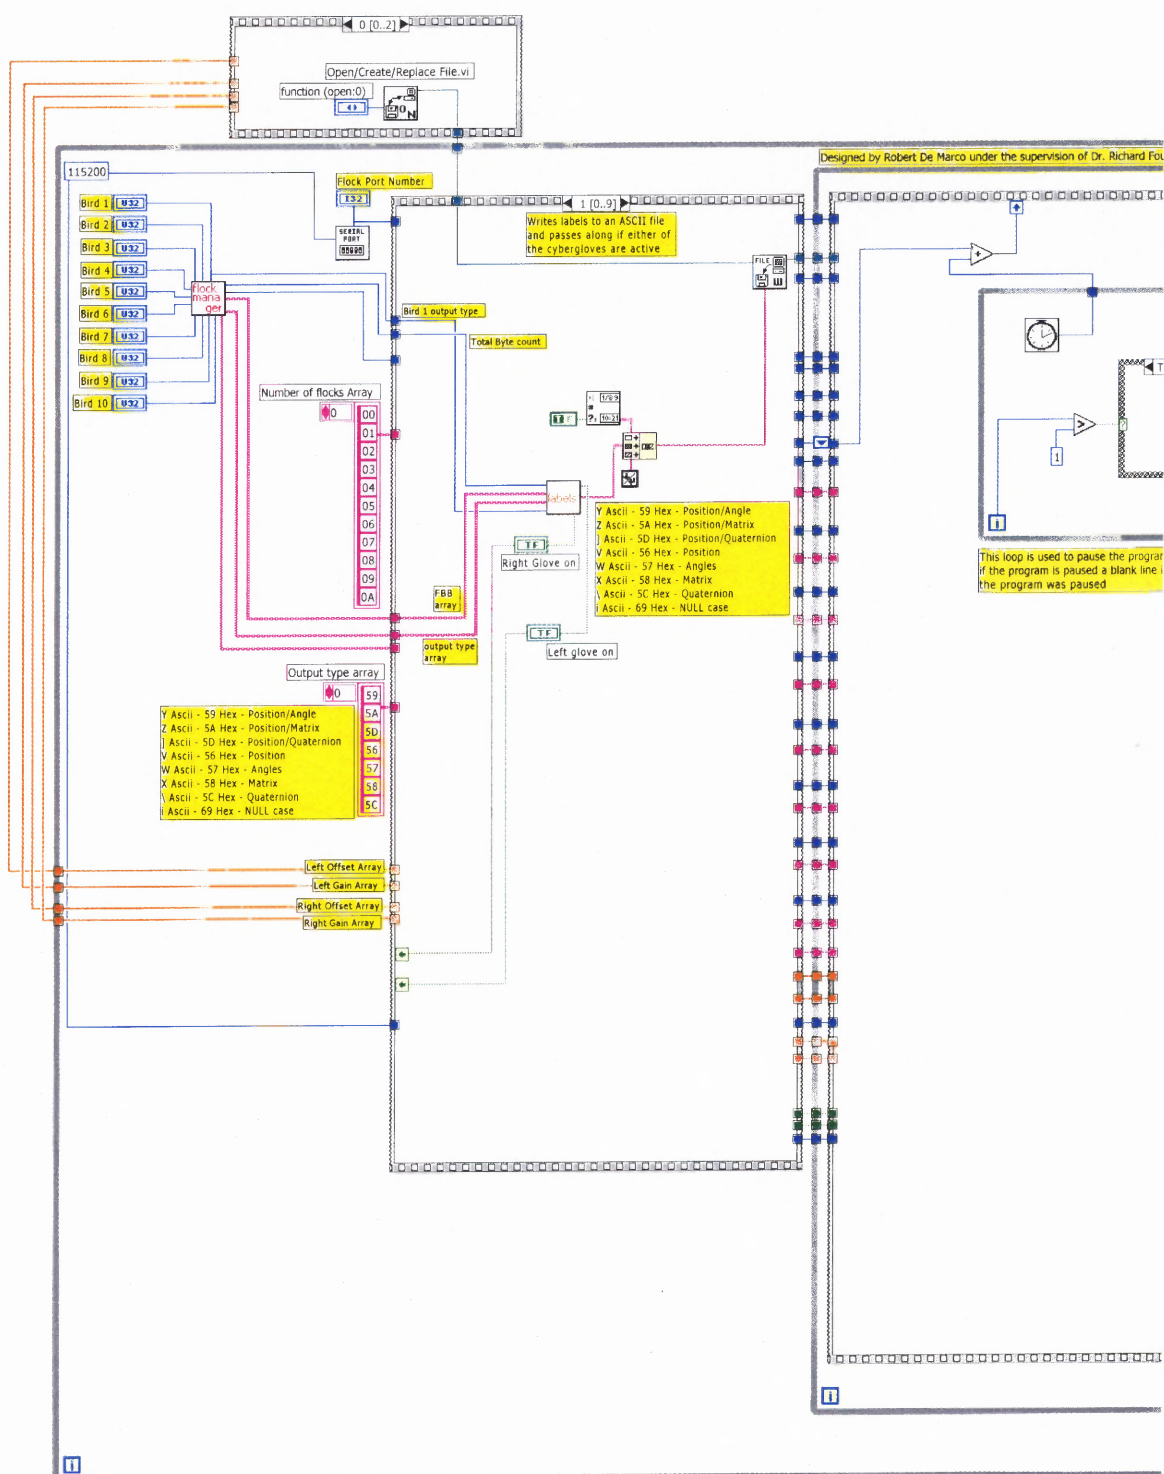 0 [0..2]
Open/Create/Replace File.vi
function (open:0)
N
Designed by Robert De Marco under the supervision of Dr. Richard Fou
115200
Flock Port Number
I32
SERIAL
PORT
Bird 1 U32
Bird 2 U32
Bird 3 U32
Bird 4 U32
Bird 5 U32
Bird 6 U32
Bird 7 U32
Bird 8 U32
Bird 9 U32
Bird 10 U32
flock
mana
ger
1 [0..9]
Writes labels to an ASCII file
and passes along if either of
the cybergloves are active
FILE
W
Bird 1 output type
Total Byte count
Number of flocks Array
0
00
01
02
03
04
05
06
07
08
09
0A
labels
TF
Right Glove on
TF
Left glove on
FBB
array
output type
array
Y Ascii - 59 Hex - Position/Angle
Z Ascii - 5A Hex - Position/Matrix
] Ascii - 5D Hex - Position/Quaternion
V Ascii - 56 Hex - Position
W Ascii - 57 Hex - Angles
X Ascii - 58 Hex - Matrix
\ Ascii - 5C Hex - Quaternion
i Ascii - 69 Hex - NULL case
Output type array
0
59
5A
5D
56
57
58
5C
Y Ascii - 59 Hex - Position/Angle
Z Ascii - 5A Hex - Position/Matrix
] Ascii - 5D Hex - Position/Quaternion
V Ascii - 56 Hex - Position
W Ascii - 57 Hex - Angles
X Ascii - 58 Hex - Matrix
\ Ascii - 5C Hex - Quaternion
i Ascii - 69 Hex - NULL case
Left Offset Array
Left Gain Array
Right Offset Array
Right Gain Array
+
>
1
T
i
This loop is used to pause the progra
if the program is paused a blank line i
the program was paused
i
i